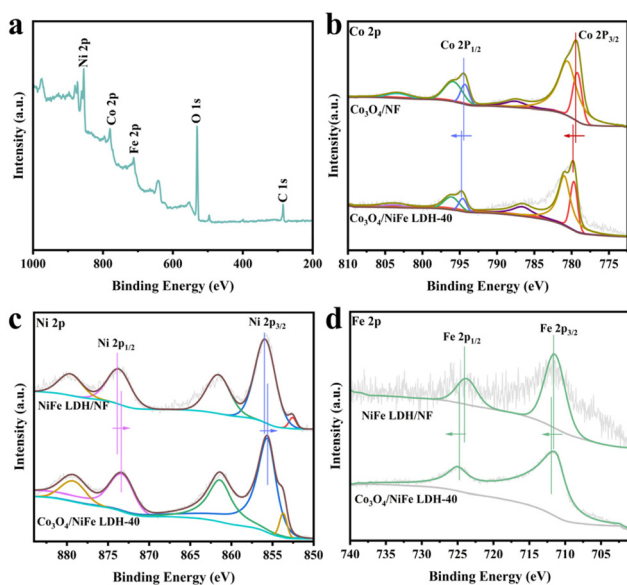 a
Ni 2p
Co 2p
Fe 2p
O 1s
C 1s
Intensity (a.u.)
1000 800 600 400 200
Binding Energy (eV)
b
Co 2p
Co 2P1/2
Co 2P3/2
Co3O4/NF
Co3O4/NiFe LDH-40
Intensity(a.u.)
810 805 800 795 790 785 780 775
Binding Energy (eV)
c
Ni 2p
Ni 2p1/2
Ni 2p3/2
NiFe LDH/NF
Co3O4/NiFe LDH-40
Intensity (a.u.)
880 875 870 865 860 855 850
Binding Energy (eV)
d
Fe 2p
Fe 2p1/2
Fe 2p3/2
NiFe LDH/NF
Co3O4/NiFe LDH-40
Intensity (a.u.)
740 735 730 725 720 715 710 705
Binding Energy (eV)